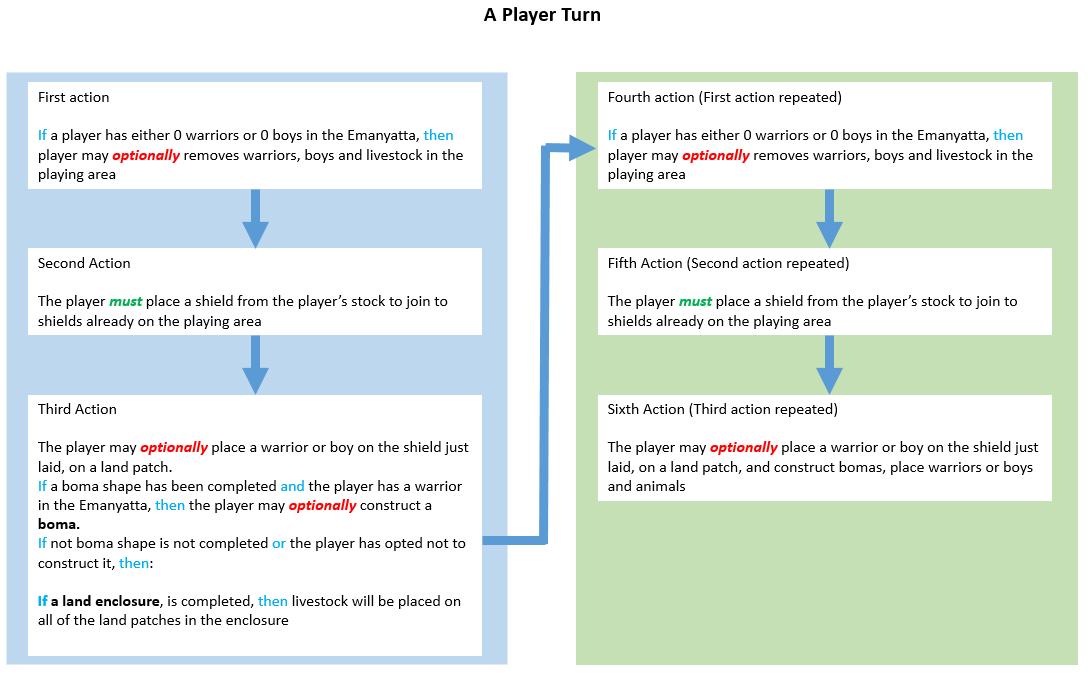 A Player Turn
First action
If a player has either 0 warriors or 0 boys in the Emanyatta, then
player may optionally removes warriors, boys and livestock in the
playing area
Second Action
The player must place a shield from the player's stock to join to
shields already on the playing area
Third Action
The player may optionally place a warrior or boy on the shield just
laid, on a land patch.
If a boma shape has been completed and the player has a warrior
in the Emanyatta, then the player may optionally construct a
boma.
If not boma shape is not completed or the player has opted not to
construct it, then:
If a land enclosure, is completed, then livestock will be placed on
all of the land patches in the enclosure
Fourth action (First action repeated)
If a player has either 0 warriors or 0 boys in the Emanyatta, then
player may optionally removes warriors, boys and livestock in the
playing area
Fifth Action (Second action repeated)
The player must place a shield from the player's stock to join to
shields already on the playing area
Sixth Action (Third action repeated)
The player may optionally place a warrior or boy on the shield just
laid, on a land patch, and construct bomas, place warriors or boys
and animals